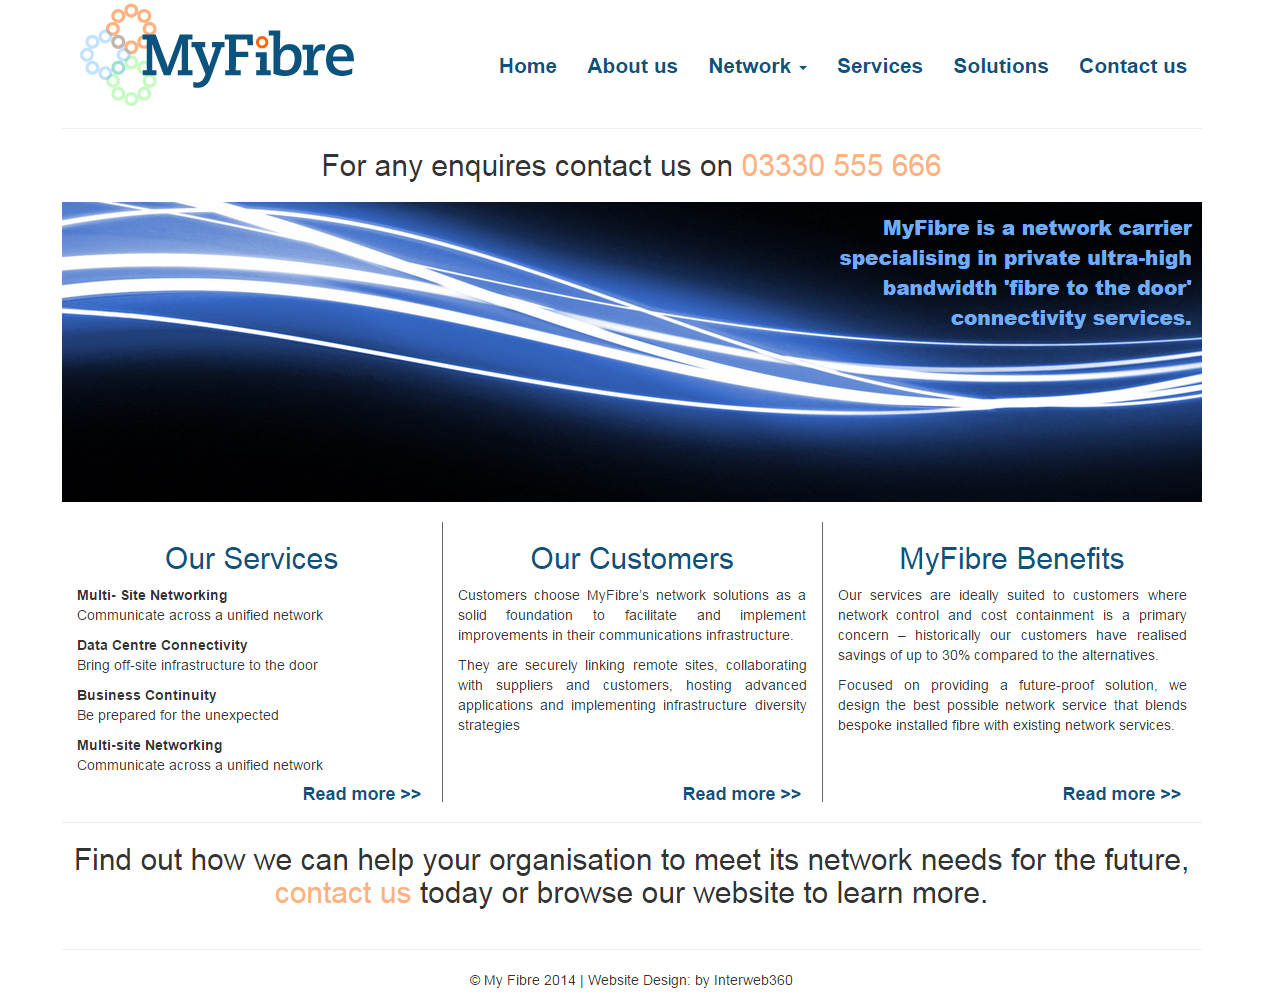 MyFibre
Home About us Network Services Solutions Contact us
For any enquires contact us on 03330 555 666
MyFibre is a network carrier
specialising in private ultra-high
bandwidth 'fibre to the door'
connectivity services.
Our Services
Multi- Site Networking
Communicate across a unified network
Data Centre Connectivity
Bring off-site infrastructure to the door
Business Continuity
Be prepared for the unexpected
Multi-site Networking
Communicate across a unified network
Read more >>
Our Customers
Customers choose MyFibre’s network solutions as a
solid foundation to facilitate and implement
improvements in their communications infrastructure.
They are securely linking remote sites, collaborating
with suppliers and customers, hosting advanced
applications and implementing infrastructure diversity
strategies
Read more >>
MyFibre Benefits
Our services are ideally suited to customers where
network control and cost containment is a primary
concern – historically our customers have realised
savings of up to 30% compared to the alternatives.
Focused on providing a future-proof solution, we
design the best possible network service that blends
bespoke installed fibre with existing network services.
Read more >>
Find out how we can help your organisation to meet its network needs for the future,
contact us today or browse our website to learn more.
© My Fibre 2014 | Website Design: by Interweb360